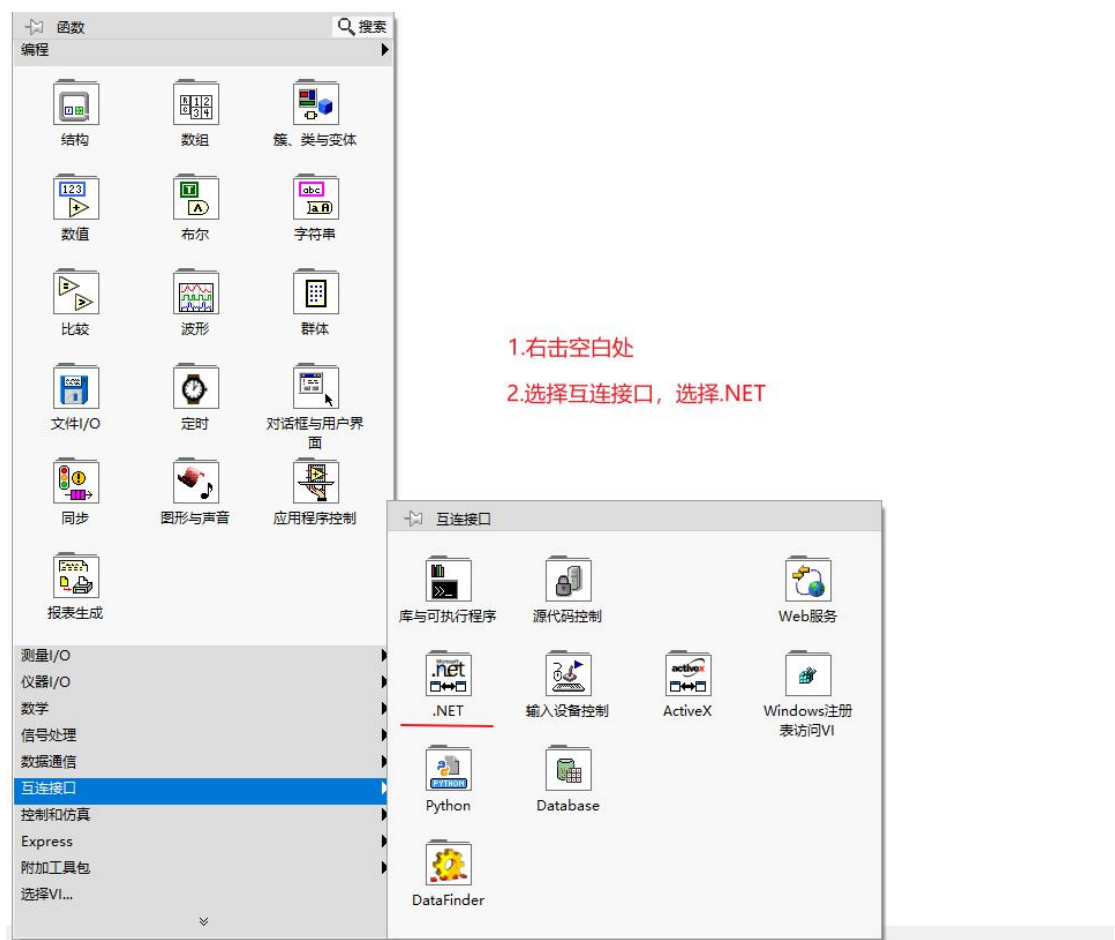 函数
搜索
编程
结构
数组
簇、类与变体
数值
布尔
字符串
比较
波形
群体
文件I/O
定时
对话框与用户界
面
同步
图形与声音
应用程序控制
报表生成
测量I/O
仪器I/O
数学
信号处理
数据通信
互连接口
控制和仿真
Express
附加工具包
选择VI...
1.右击空白处
2.选择互连接口，选择.NET
互连接口
库与可执行程序
源代码控制
Web服务
.net
.NET
输入设备控制
activex
ActiveX
Windows注册
表访问VI
PYTHON
Python
Database
DataFinder